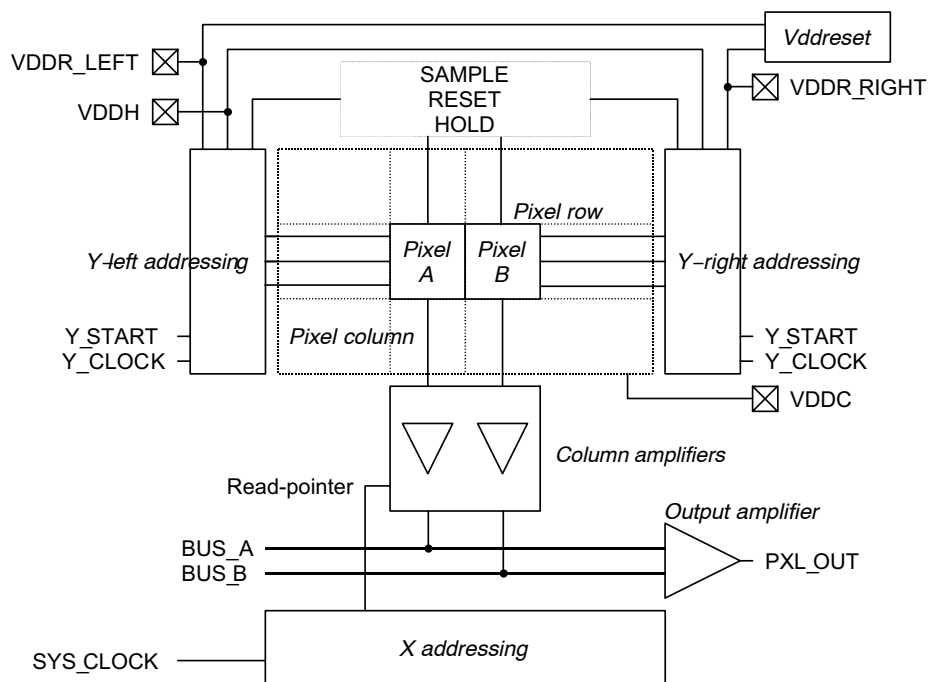 Vddreset
VDDR_LEFT
VDDH
SAMPLE
RESET
HOLD
VDDR_RIGHT
Pixel row
Pixel
A
Pixel
B
Y-left addressing
Y-right addressing
Pixel column
Y_START
Y_CLOCK
Y_START
Y_CLOCK
VDDC
Column amplifiers
Read-pointer
Output amplifier
BUS_A
BUS_B
PXL_OUT
X addressing
SYS_CLOCK